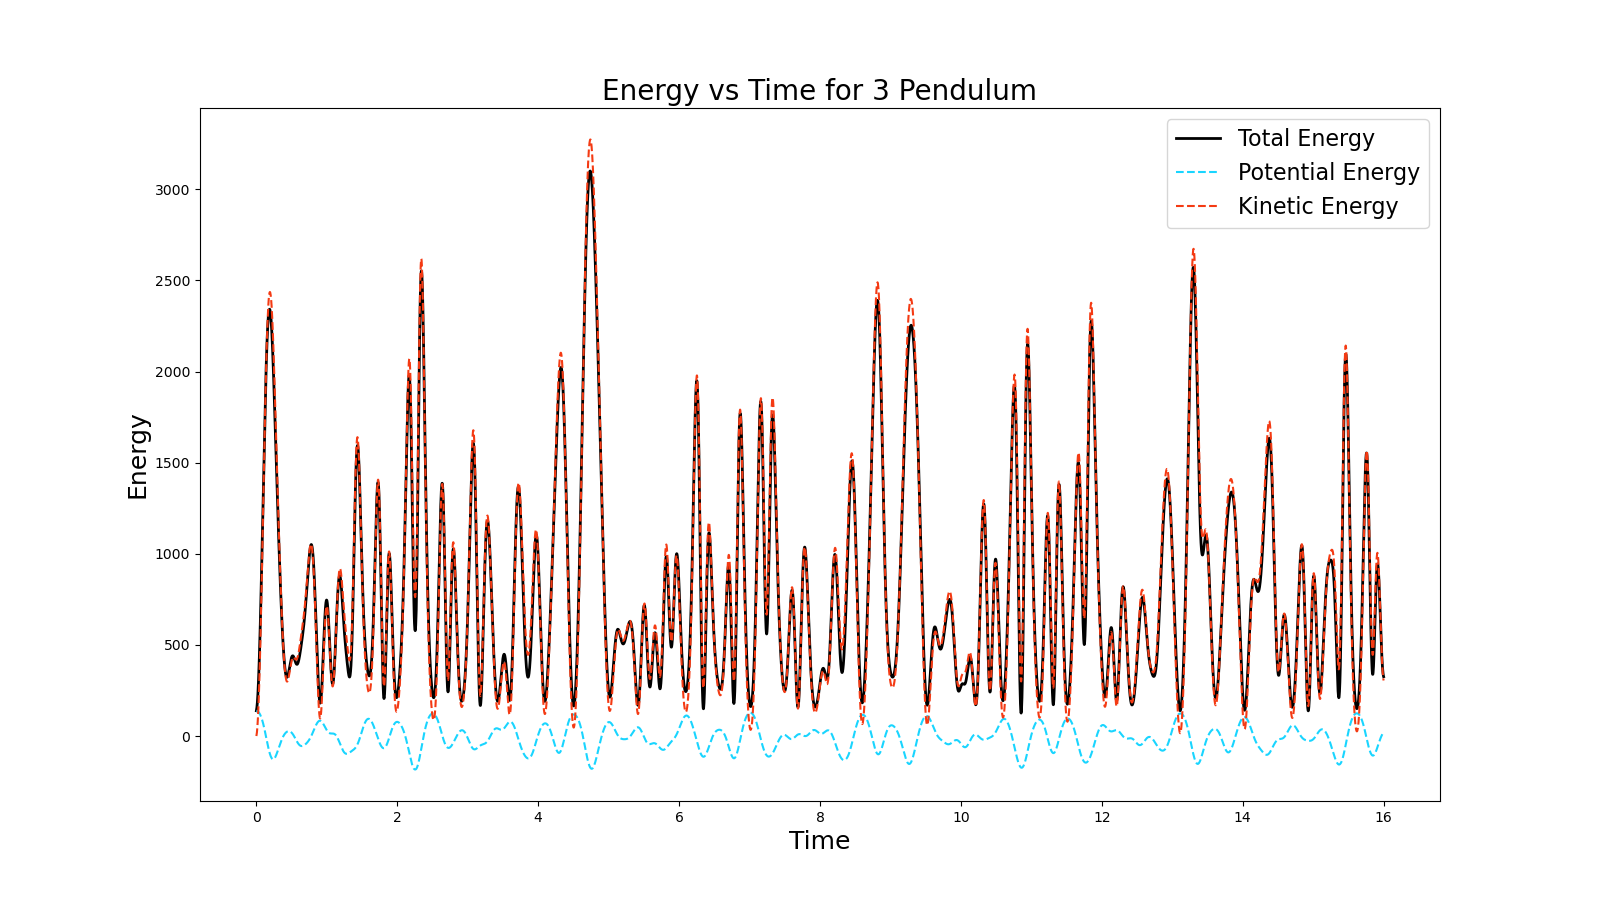 Energy vs Time for 3 Pendulum
Total Energy
Potential Energy
Kinetic Energy
3000
2500
2000
1500
1000
500
0
Energy
0 2 4 6 8 10 12 14 16
Time